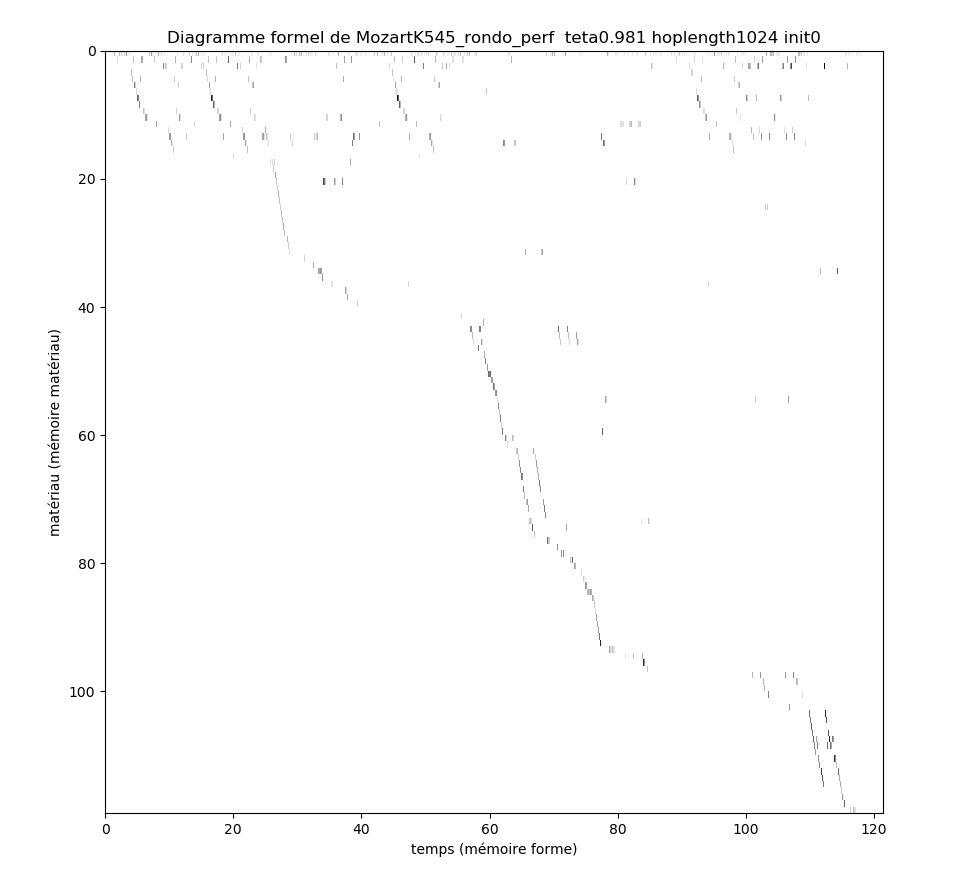 Diagramme formel de MozartK545_rondo_perf  teta0.981 hoplength1024 init0
0
20
40
60
80
100
matériau (mémoire matériau)
0 20 40 60 80 100 120
temps (mémoire forme)